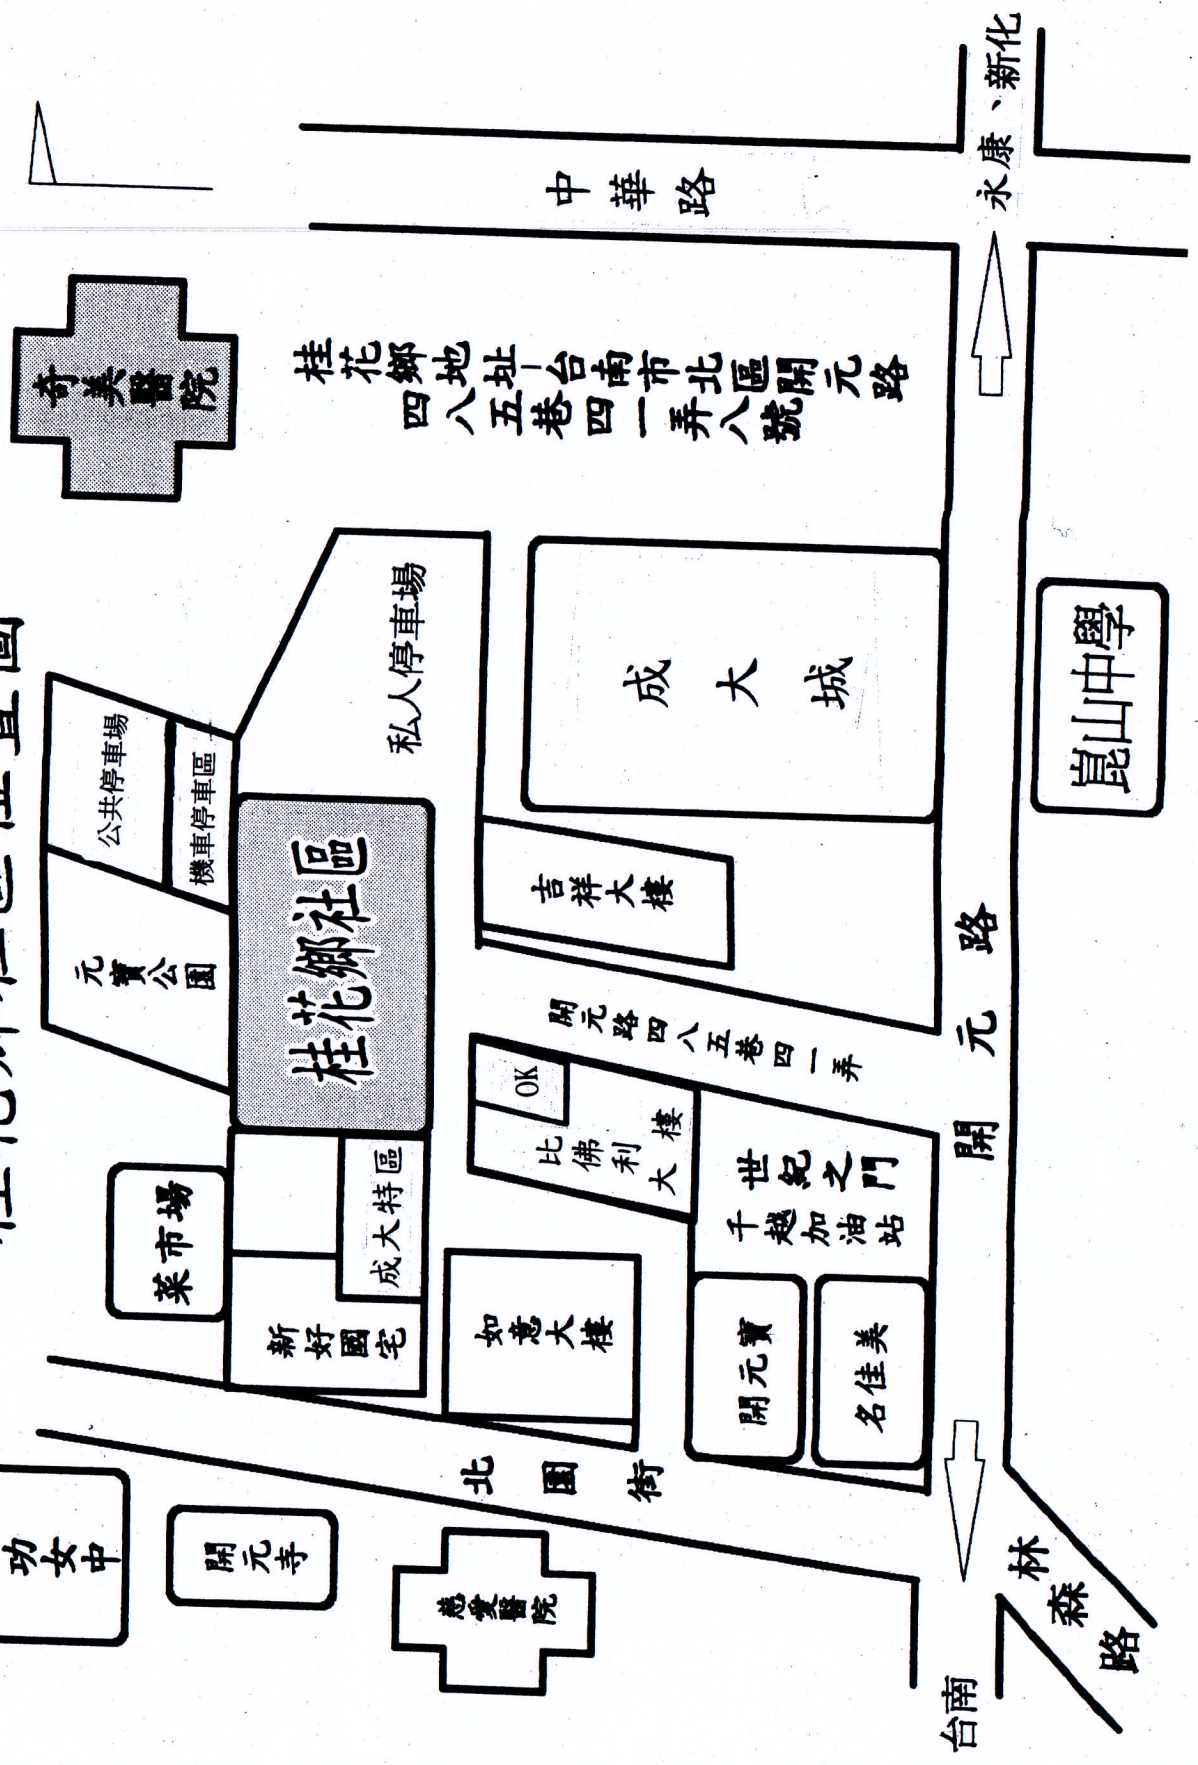 功女中
菜市場
元寶公園
公共停車場
機車停車區
奇美醫院
開元寺
新好國宅
成大特區
桂花鄉社區
私人停車場
桂花鄉地址-台南市北區開元路
四八五巷四一弄八號
慈愛醫院
北園街
如意大樓
比佛利大樓
OK
開元路四八五巷四一弄
吉祥大樓
成大城
中華路
開元寶
名佳美
世紀之門
千越加油站
開元路
台南
永康、新化
林森路
崑山中學